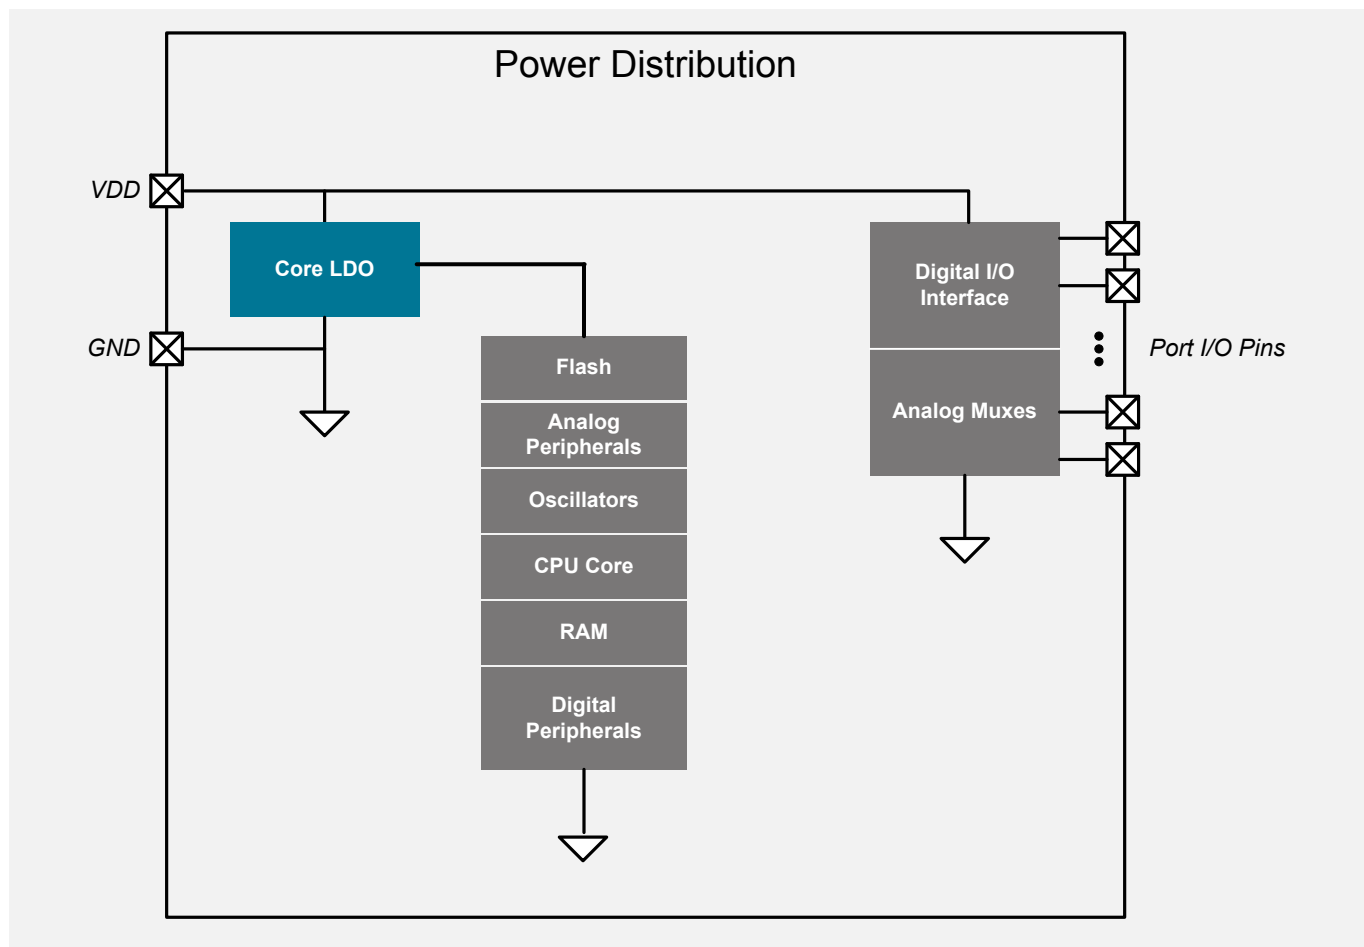 Power Distribution
VDD
Core LDO
GND
Flash
Analog
Peripherals
Oscillators
CPU Core
RAM
Digital
Peripherals
Digital I/O
Interface
Analog Muxes
Port I/O Pins